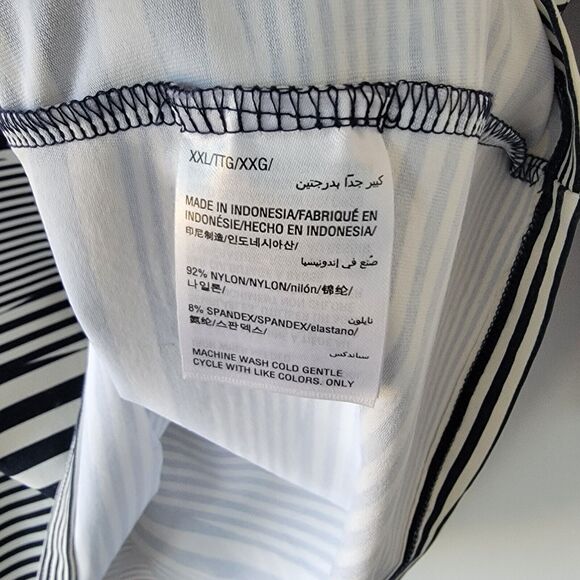 XXL/TTG/XXG/
كبير جدًا بدرجتين
MADE IN INDONESIA/FABRIQUÉ EN
INDONÉSIE/HECHO EN INDONESIA/
印尼制造/인도네시아산/
صُنع في إندونيسيا
92% NYLON/NYLON/nilón/锦纶/
나일론/
نايلون
8% SPANDEX/SPANDEX/elastano/
氨纶/스판덱스/
سباندكس
MACHINE WASH COLD GENTLE
CYCLE WITH LIKE COLORS. ONLY